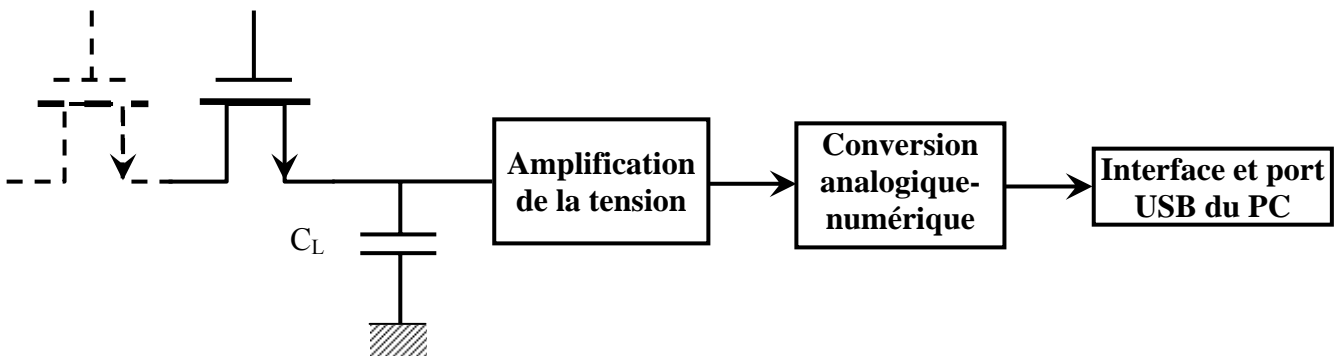 Amplification
de la tension
Conversion
analogique-
numérique
Interface et port
USB du PC
C_L